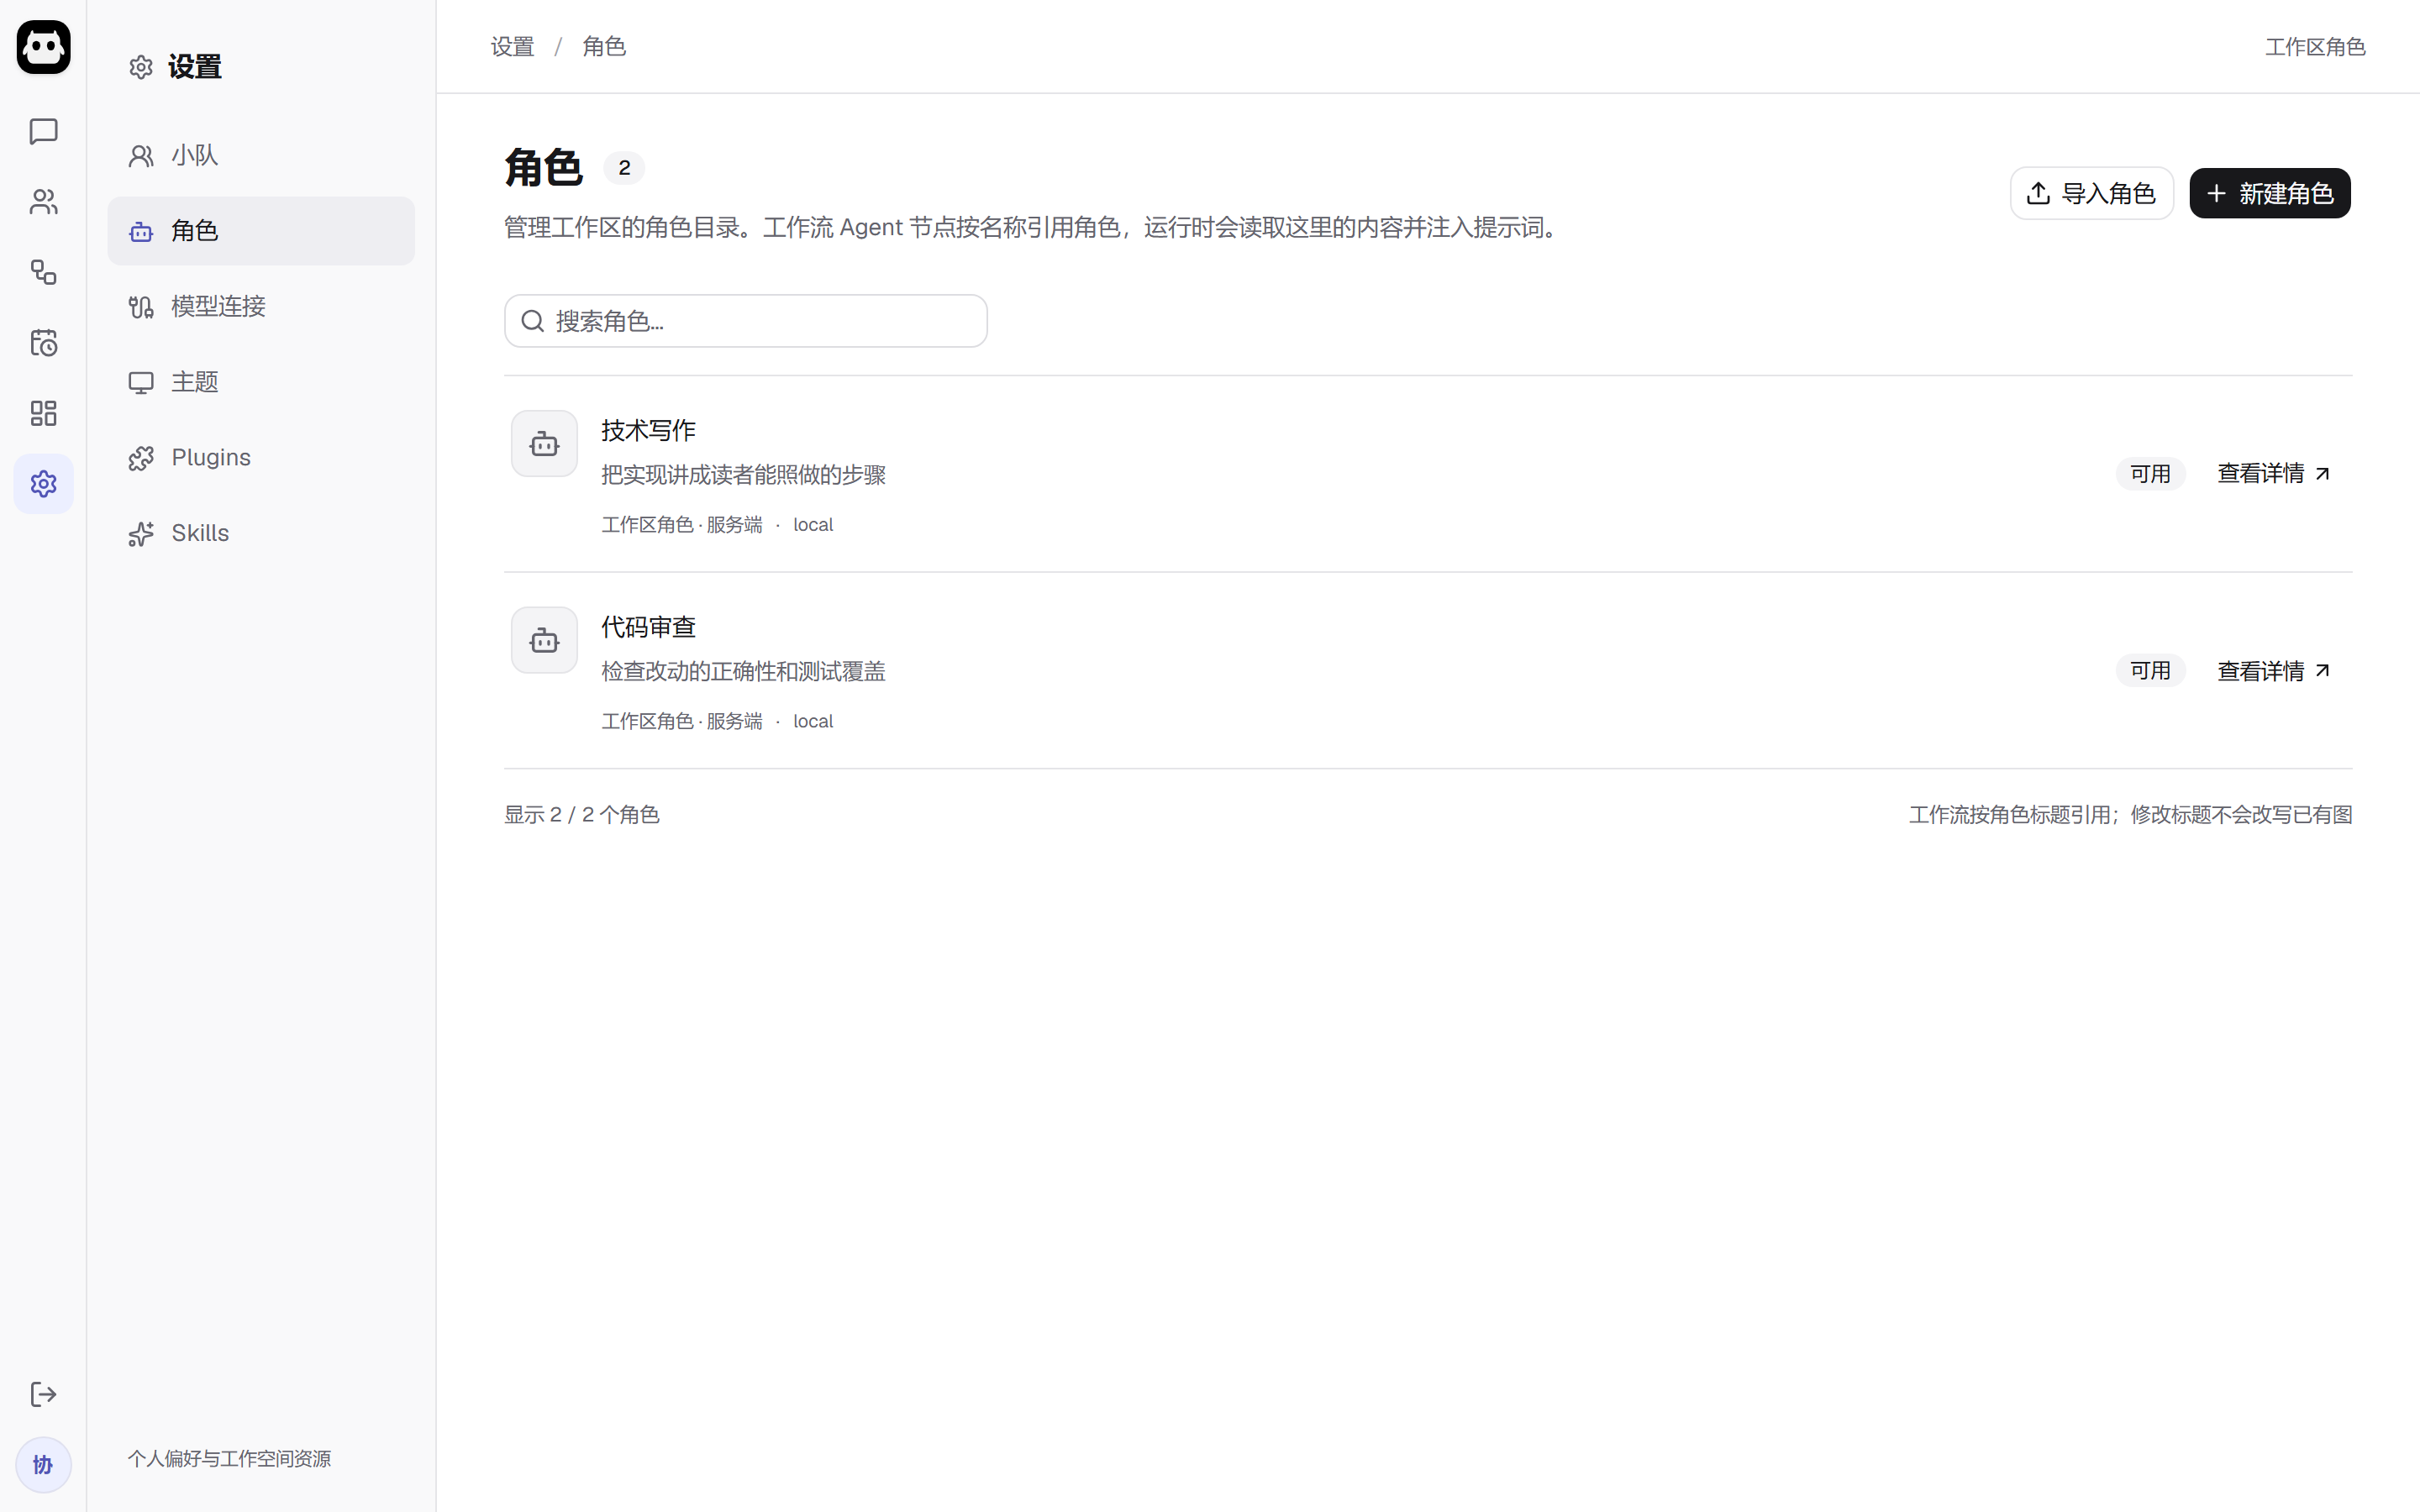 设置
小队
角色
模型连接
主题
Plugins
Skills
个人偏好与工作空间资源
协
设置 / 角色
工作区角色
角色 2
管理工作区的角色目录。工作流 Agent 节点按名称引用角色，运行时会读取这里的内容并注入提示词。
导入角色
新建角色
搜索角色...
技术写作
把实现讲成读者能照做的步骤
工作区角色 · 服务端 · local
可用
查看详情
代码审查
检查改动的正确性和测试覆盖
工作区角色 · 服务端 · local
可用
查看详情
显示 2 / 2 个角色
工作流按角色标题引用；修改标题不会改写已有图